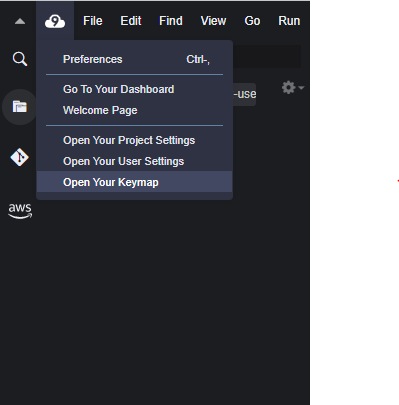 9 File Edit Find View Go Run
Preferences Ctrl-,
-use
Go To Your Dashboard
Welcome Page
Open Your Project Settings
Open Your User Settings
Open Your Keymap
aws